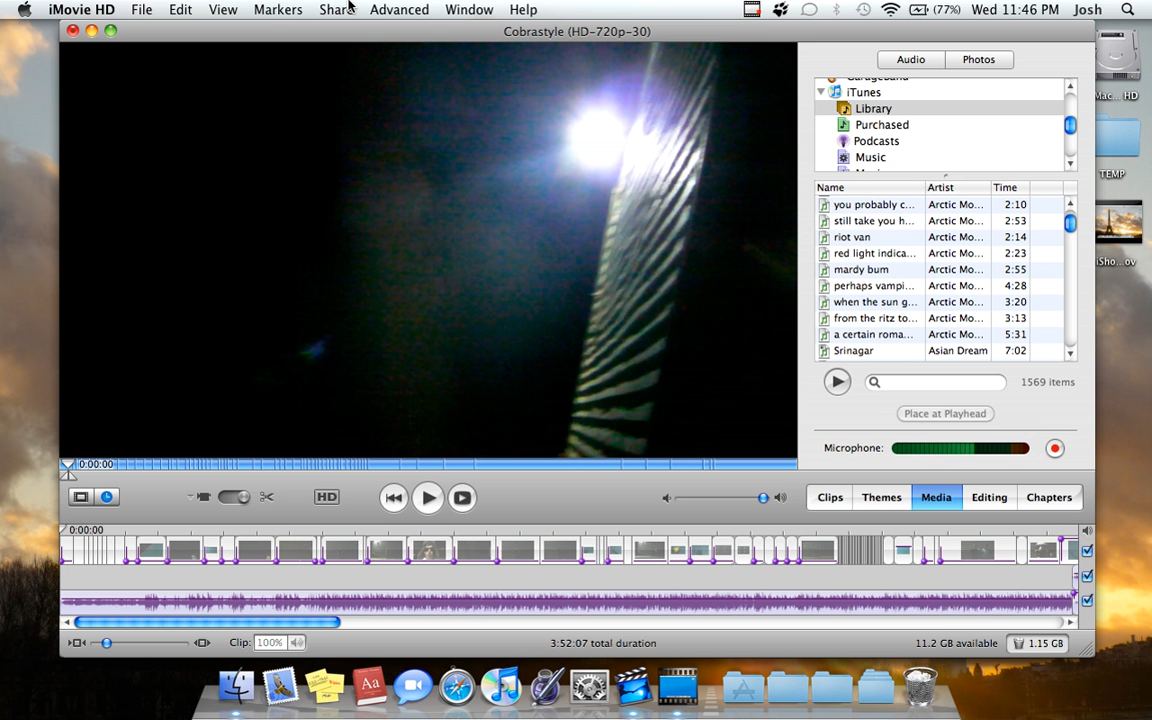 iMovie HD File Edit View Markers Share Advanced Window Help (77%) Wed 11:46 PM Josh
Cobrastyle (HD-720p-30)
Audio Photos
GarageBand
iTunes
Library
Purchased
Podcasts
Music
Name Artist Time
you probably c... Arctic Mo... 2:10
still take you h... Arctic Mo... 2:53
riot van Arctic Mo... 2:14
red light indica... Arctic Mo... 2:23
mardy bum Arctic Mo... 2:55
perhaps vampi... Arctic Mo... 4:28
when the sun g... Arctic Mo... 3:20
from the ritz to... Arctic Mo... 3:13
a certain roma... Arctic Mo... 5:31
Srinagar Asian Dream 7:02
1569 items
Place at Playhead
Microphone:
Mac... HD
TEMP
iSho...ov
0:00:00
HD
Clips Themes Media Editing Chapters
0:00:00
Clip: 100% 3:52:07 total duration 11.2 GB available 1.15 GB
Aa